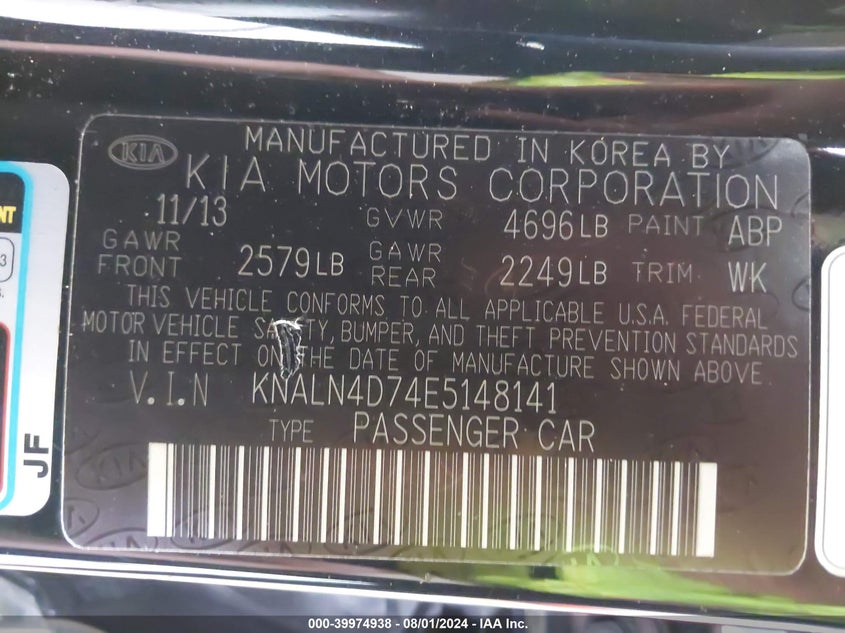 KIA
MANUFACTURED IN KOREA BY
KIA MOTORS CORPORATION
11/13 GVWR 4696LB PAINT ABP
GAWR FRONT 2579LB GAWR REAR 2249LB TRIM WK
THIS VEHICLE CONFORMS TO ALL APPLICABLE U.S.A. FEDERAL
MOTOR VEHICLE SAFETY, BUMPER, AND THEFT PREVENTION STANDARDS
IN EFFECT ON THE DATE OF MANUFACTURE SHOWN ABOVE.
V.I.N KNALN4D74E5148141
TYPE PASSENGER CAR
JF
000-39974938 - 08/01/2024 - IAA Inc.